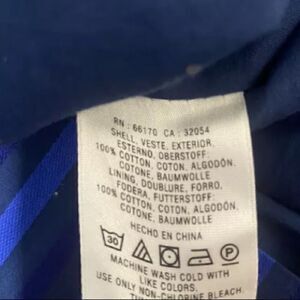 RN : 66170 CA : 32054
SHELL, VESTE, EXTERIOR,
ESTERNO, OBERSTOFF:
100% COTTON, COTON, ALGODÓN,
COTONE, BAUMWOLLE
LINING, DOUBLURE, FORRO,
FODERA, FUTTERSTOFF:
100% COTTON, COTON, ALGODÓN,
COTONE, BAUMWOLLE
HECHO EN CHINA
30 P
MACHINE WASH COLD WITH
LIKE COLORS.
USE ONLY NON-CHLORINE BLEACH.